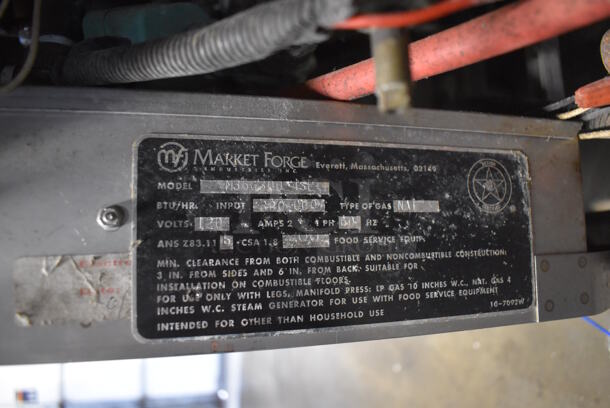 MARKET FORGE Everett, Massachusetts, 02149
INDUSTRIES INC.
MODEL
BTU/HR. INPUT TYPE OF GAS NAT
VOLTS 120 AMPS 2 1 PH 60 HZ
ANS Z83.11 CSA 1.8 FOOD SERVICE EQUIP.
MIN. CLEARANCE FROM BOTH COMBUSTIBLE AND NONCOMBUSTIBLE CONSTRUCTION:
3 IN. FROM SIDES AND 6 IN. FROM BACK. SUITABLE FOR
INSTALLATION ON COMBUSTIBLE FLOORS.
FOR USE ONLY WITH LEGS, MANIFOLD PRESS: LP GAS 10 INCHES W.C., NAT. GAS 4
INCHES W.C. STEAM GENERATOR FOR USE WITH FOOD SERVICE EQUIPMENT
INTENDED FOR OTHER THAN HOUSEHOLD USE
10-7092W